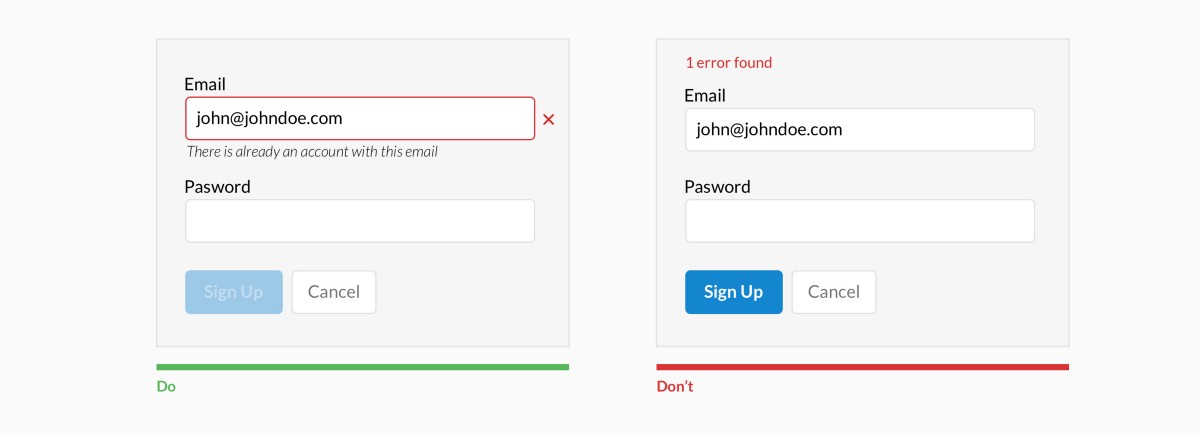 Email
john@johndoe.com
There is already an account with this email
Pasword
Sign Up Cancel
Do
1 error found
Email
john@johndoe.com
Pasword
Sign Up Cancel
Don't